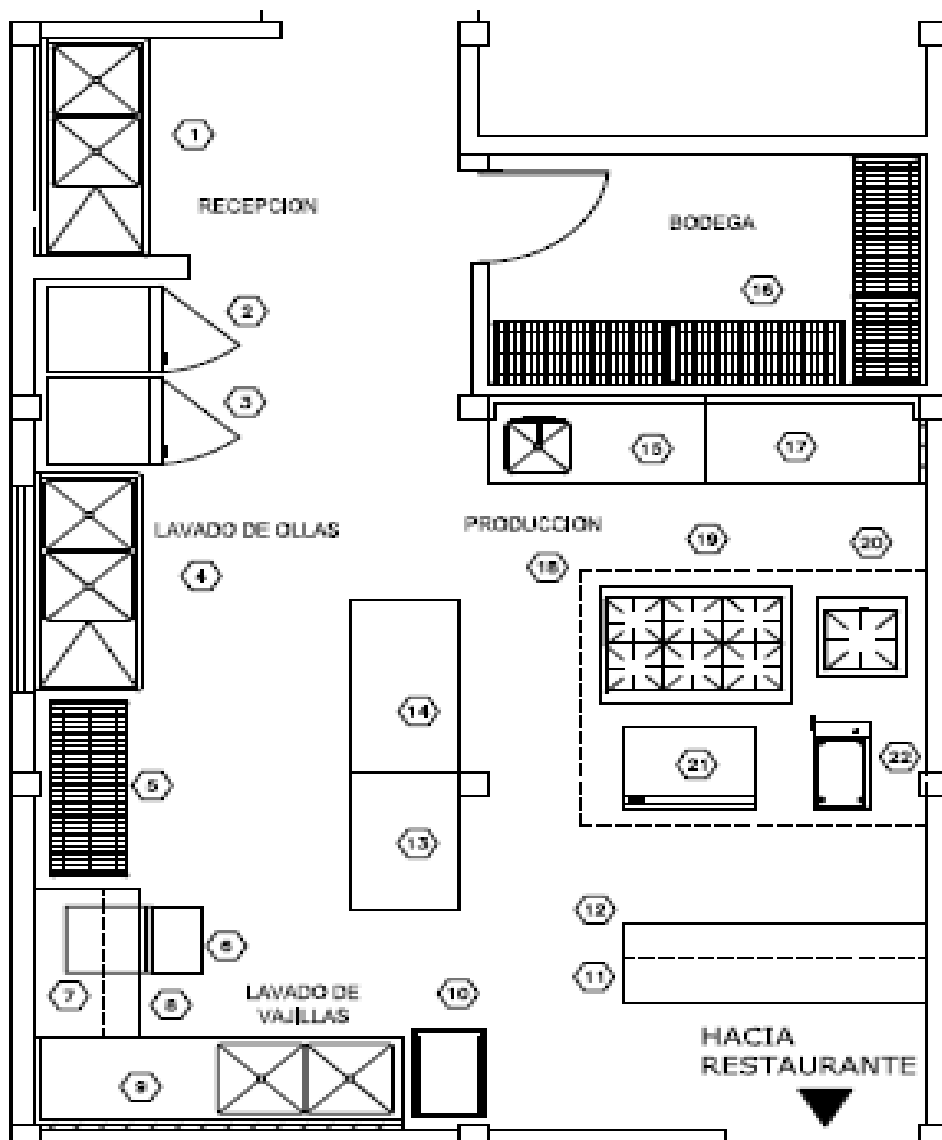 1
RECEPCION
BODEGA
2
16
3
15
17
LAVADO DE OLLAS
PRODUCCION
19
20
4
18
14
21
22
5
13
12
6
11
7
8
LAVADO DE
VAJILLAS
10
HACIA
RESTAURANTE
9